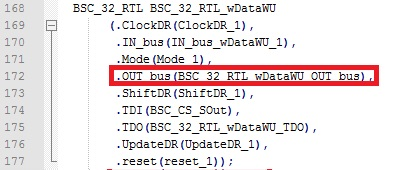 168 BSC_32_RTL BSC_32_RTL_wDataWU
169 (.ClockDR(ClockDR_1),
170 .IN_bus(IN_bus_wDataWU_1),
171 .Mode(Mode_1),
172 .OUT_bus(BSC_32_RTL_wDataWU_OUT_bus),
173 .ShiftDR(ShiftDR_1),
174 .TDI(BSC_CS_SOut),
175 .TDO(BSC_32_RTL_wDataWU_TDO),
176 .UpdateDR(UpdateDR_1),
177 .reset(reset_1));